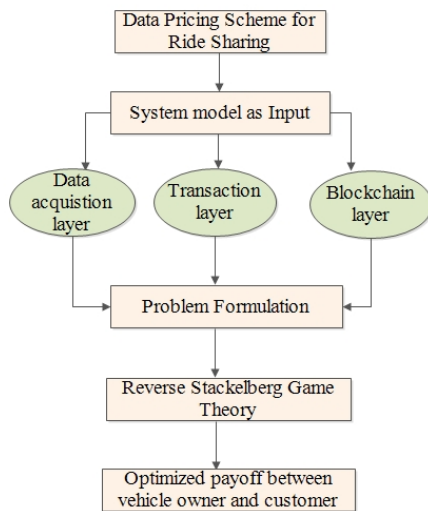 Data Pricing Scheme for
Ride Sharing
System model as Input
Data
acquistion
layer
Transaction
layer
Blockchain
layer
Problem Formulation
Reverse Stackelberg Game
Theory
Optimized payoff between
vehicle owner and customer